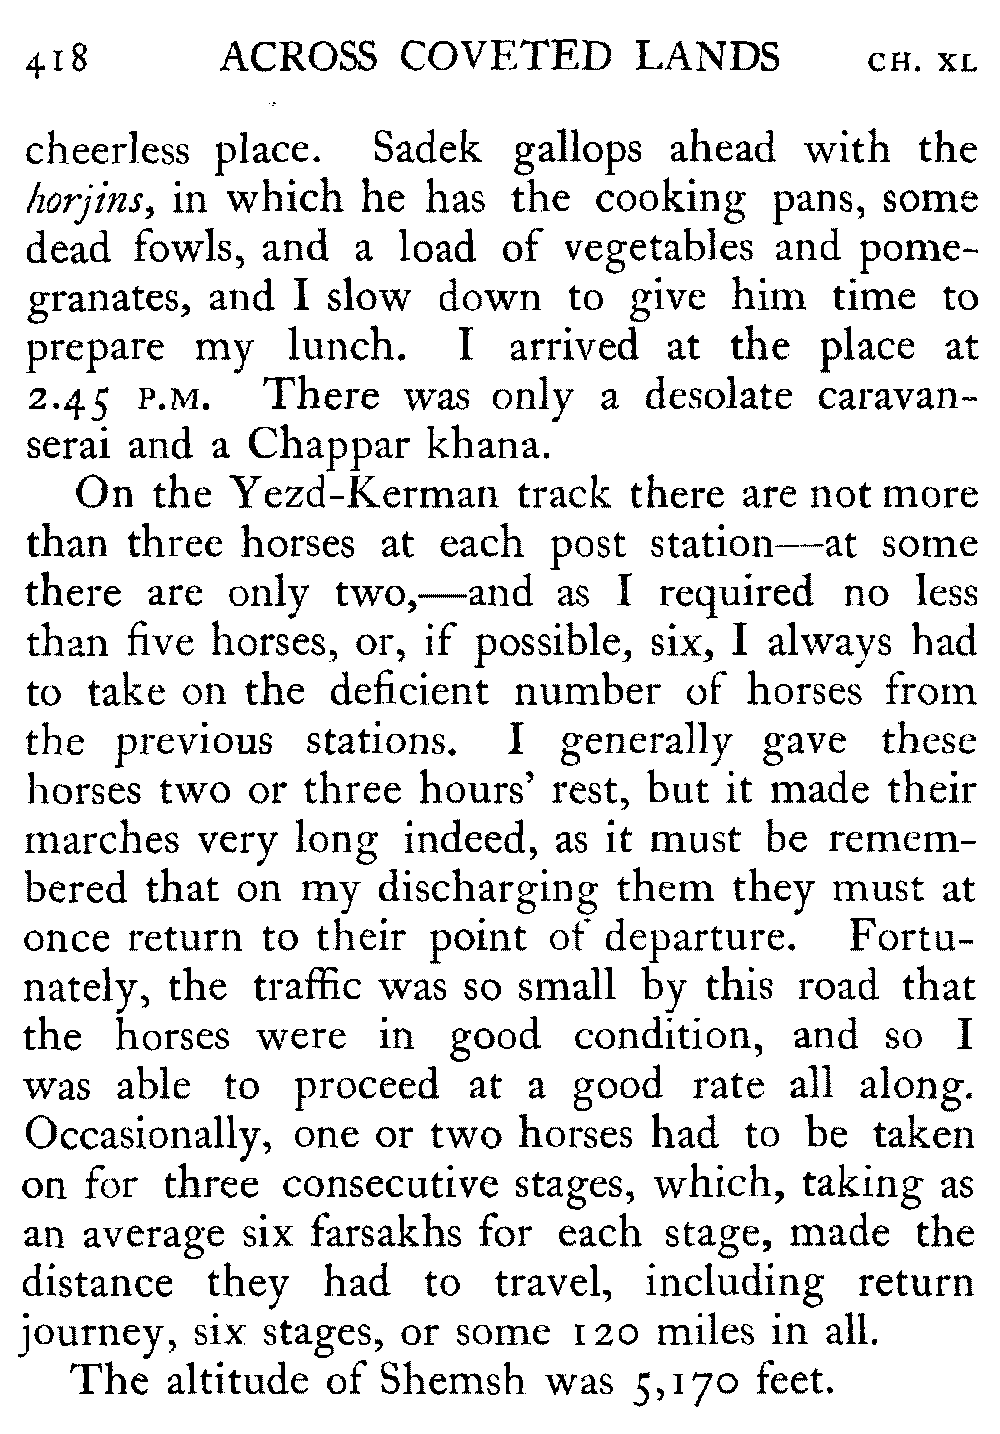 418 ACROSS COVETED LANDS CH. XL
cheerless place. Sadek gallops ahead with the
horjins, in which he has the cooking pans, some
dead fowls, and a load of vegetables and pome-
granates, and I slow down to give him time to
prepare my lunch. I arrived at the place at
2.45 P.M. There was only a desolate caravan-
serai and a Chappar khana.
On the Yezd-Kerman track there are not more
than three horses at each post station—at some
there are only two,—and as I required no less
than five horses, or, if possible, six, I always had
to take on the deficient number of horses from
the previous stations. I generally gave these
horses two or three hours' rest, but it made their
marches very long indeed, as it must be remem-
bered that on my discharging them they must at
once return to their point of departure. Fortu-
nately, the traffic was so small by this road that
the horses were in good condition, and so I
was able to proceed at a good rate all along.
Occasionally, one or two horses had to be taken
on for three consecutive stages, which, taking as
an average six farsakhs for each stage, made the
distance they had to travel, including return
journey, six stages, or some 120 miles in all.
The altitude of Shemsh was 5,170 feet.